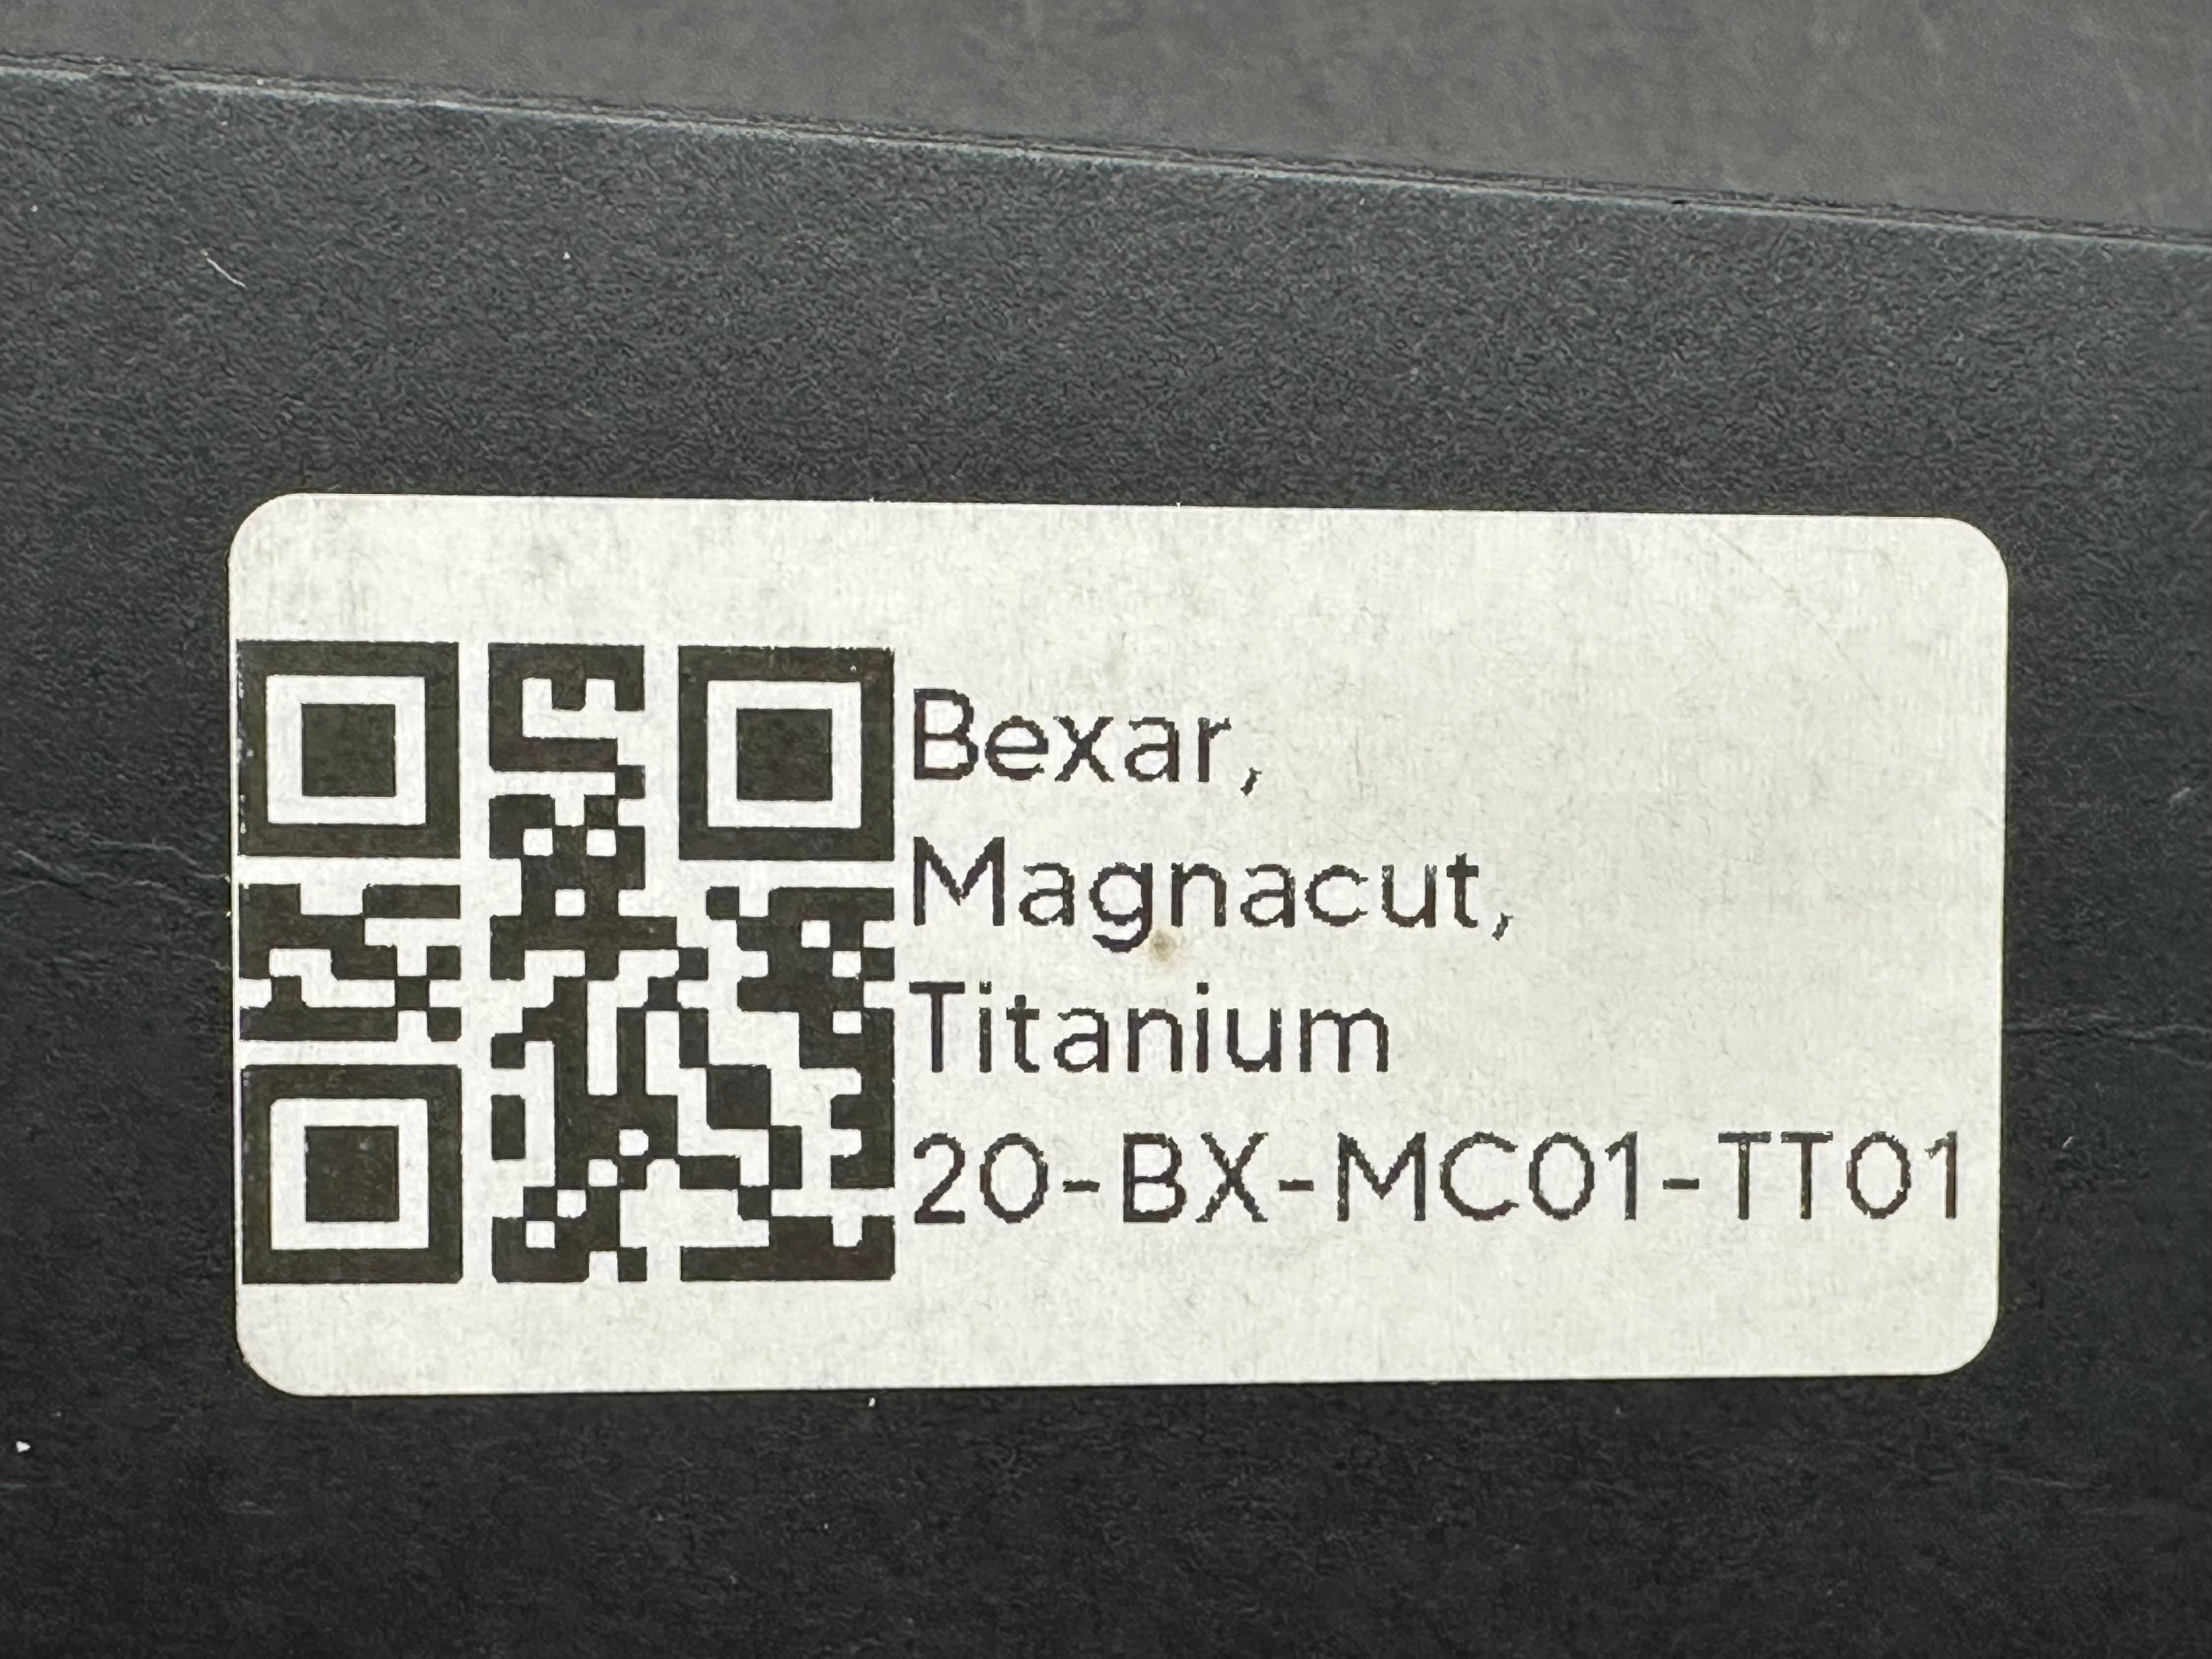 Bexar,
Magnacut,
Titanium
20-BX-MC01-TT01